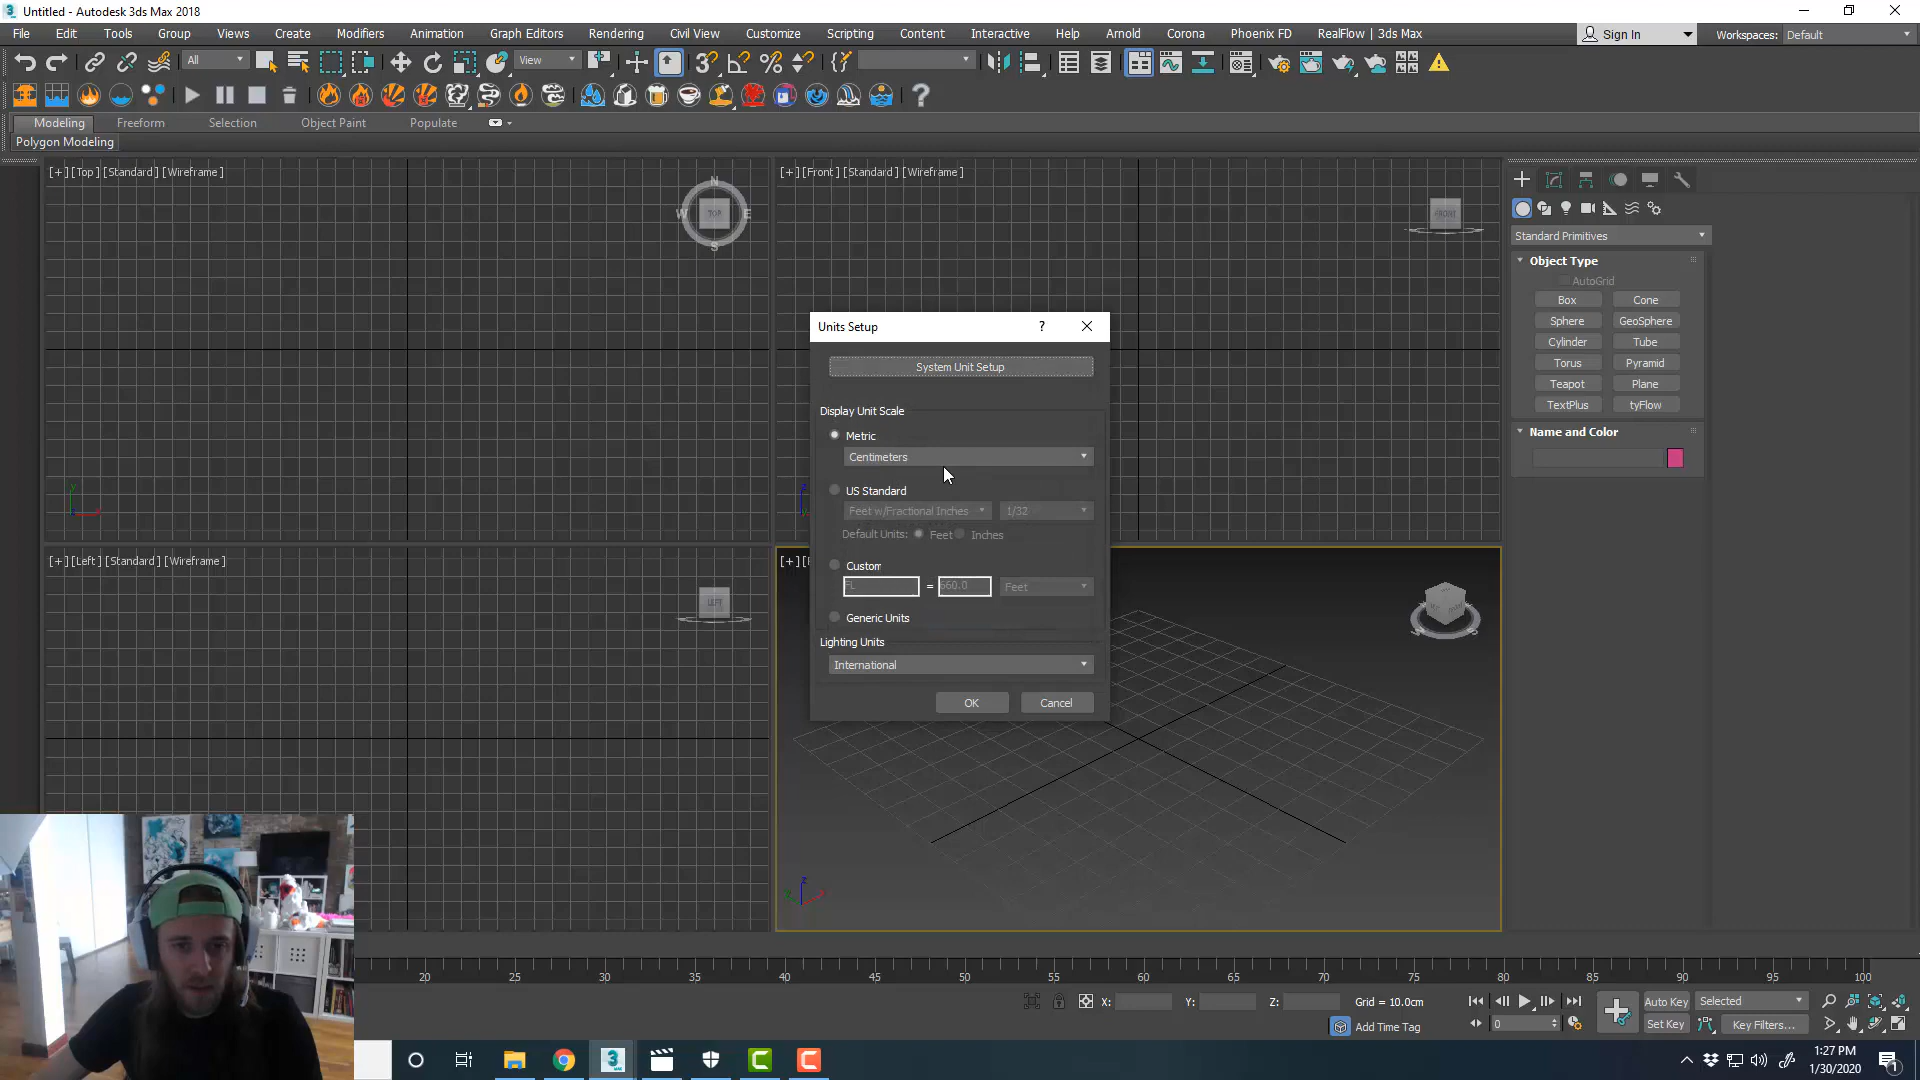 Untitled - Autodesk 3ds Max 2018
File Edit Tools Group Views Create Modifiers Animation Graph Editors Rendering Civil View Customize Scripting Content Interactive Help Arnold Corona Phoenix FD RealFlow | 3ds Max Sign In Workspaces: Default
All View
Modeling Freeform Selection Object Paint Populate
Polygon Modeling
[+] [Top] [Standard] [Wireframe]
N
W TOP E
S
[+] [Front] [Standard] [Wireframe]
FRONT
Standard Primitives
Object Type
AutoGrid
Box Cone
Sphere GeoSphere
Cylinder Tube
Torus Pyramid
Teapot Plane
TextPlus tyFlow
Name and Color
Units Setup ?
System Unit Setup
Display Unit Scale
Metric
Centimeters
US Standard
Feet w/Fractional Inches 1/32
Default Units: Feet Inches
Custom
FL = 660.0 Feet
Generic Units
Lighting Units
International
OK Cancel
y
x
z
[+] [Left] [Standard] [Wireframe]
LEFT
[+]
z
20 25 30 35 40 45 50 55 60 65 70 75 80 85 90 95 100
X: Y: Z: Grid = 10.0cm
Add Time Tag
Auto Key Selected
0 Set Key Key Filters...
1:27 PM
1/30/2020
1